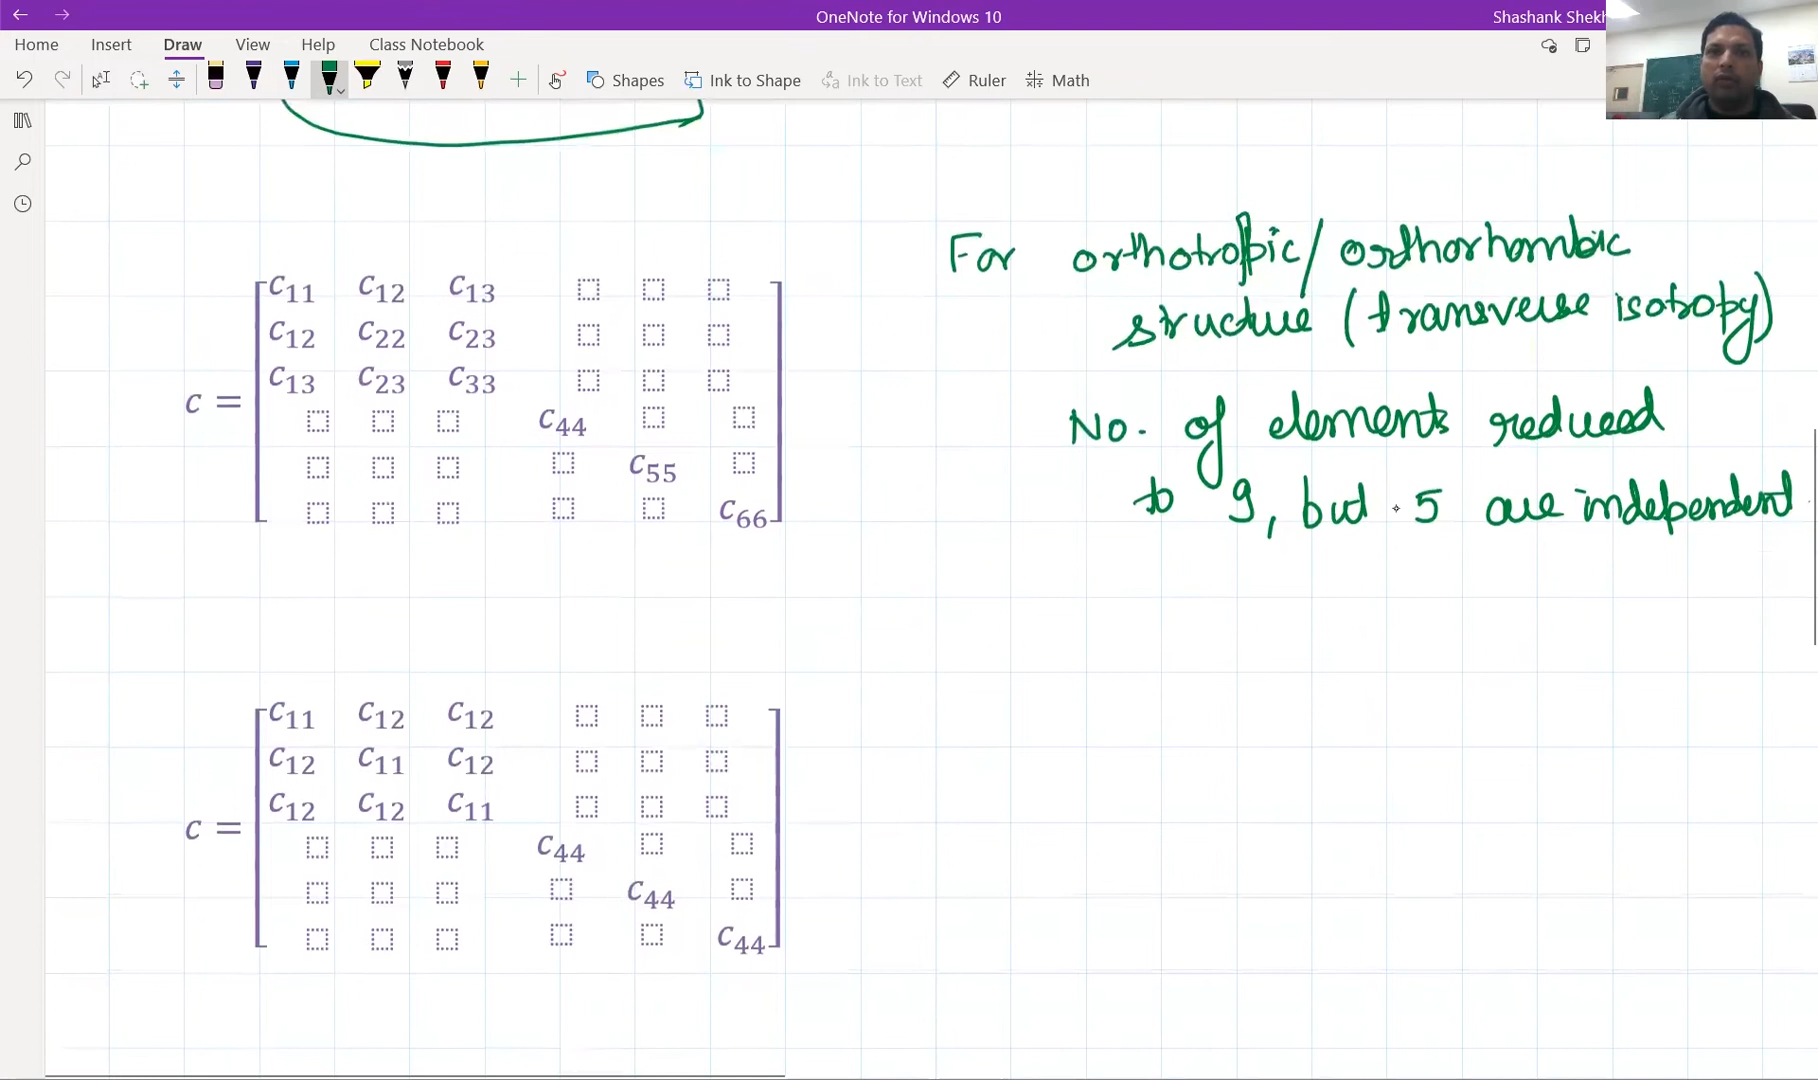 OneNote for Windows 10
Shashank Shekh
Home Insert Draw View Help Class Notebook
Shapes Ink to Shape Ink to Text Ruler Math
For orthotropic/ orthorhombic
structure (transverse isotropy)
No. of elements reduced
to 9, but 5 are independent
c =
c11 c12 c13
c12 c22 c23
c13 c23 c33
c44
c55
c66
c =
c11 c12 c12
c12 c11 c12
c12 c12 c11
c44
c44
c44